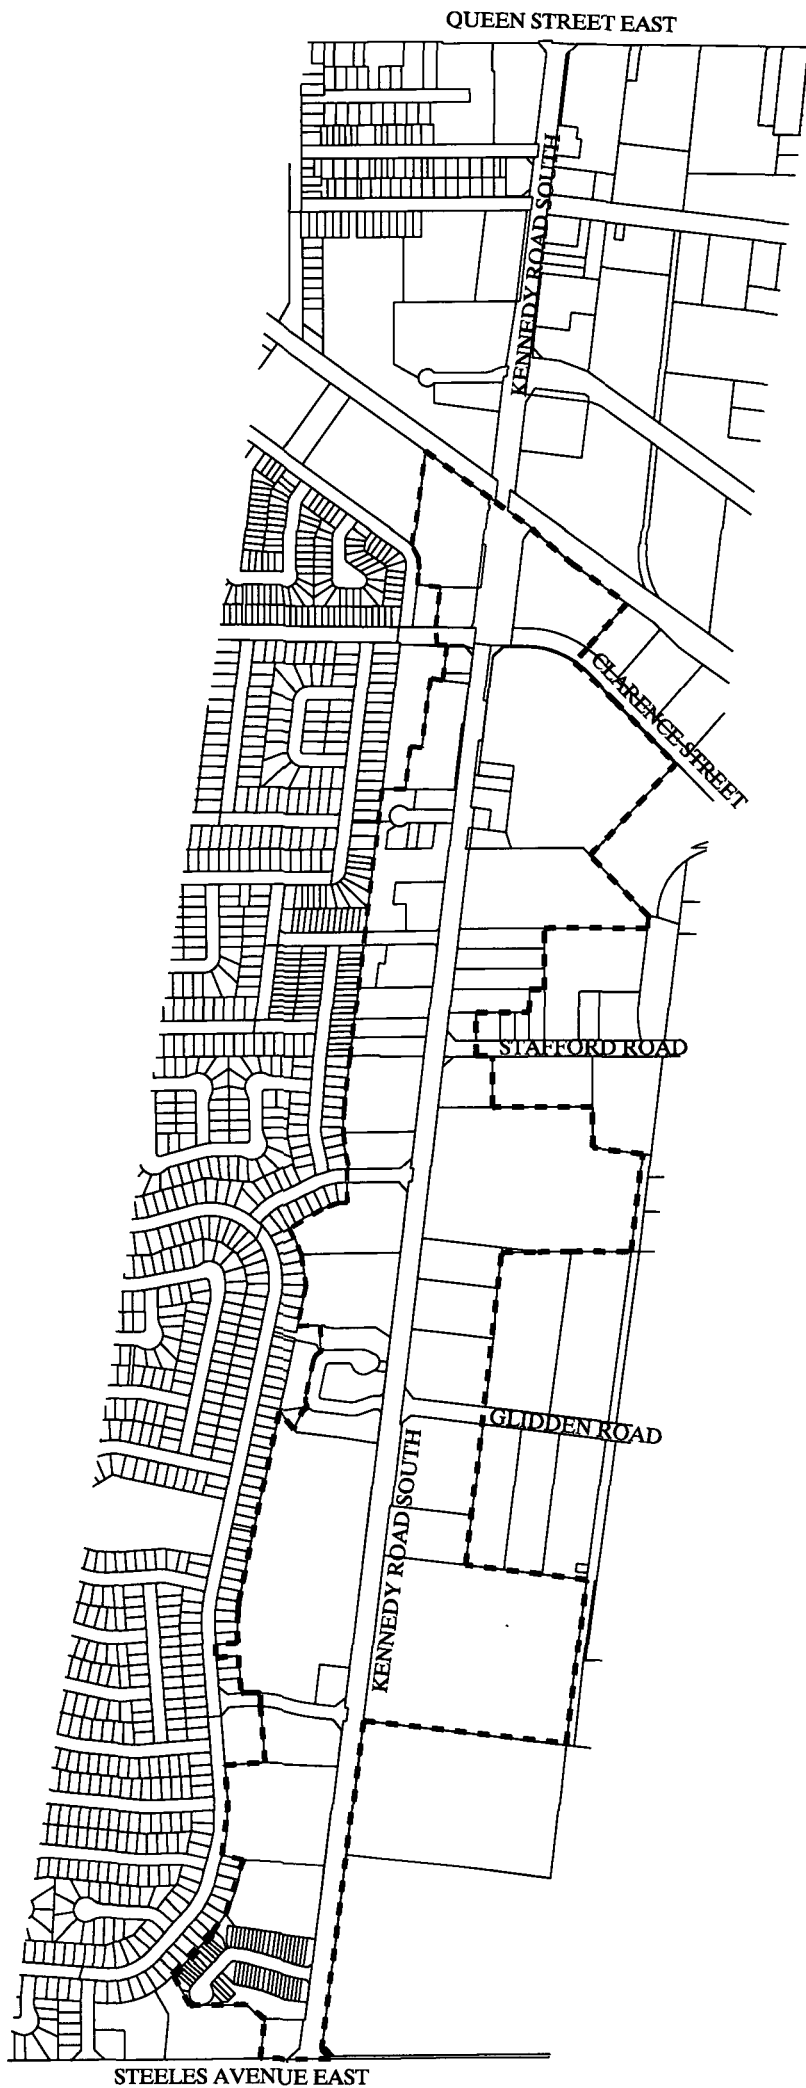 QUEEN STREET EAST
KENNEDY ROAD SOUTH
CLARENCE STREET
STAFFORD ROAD
GLIDDEN ROAD
KENNEDY ROAD SOUTH
STEELES AVENUE EAST